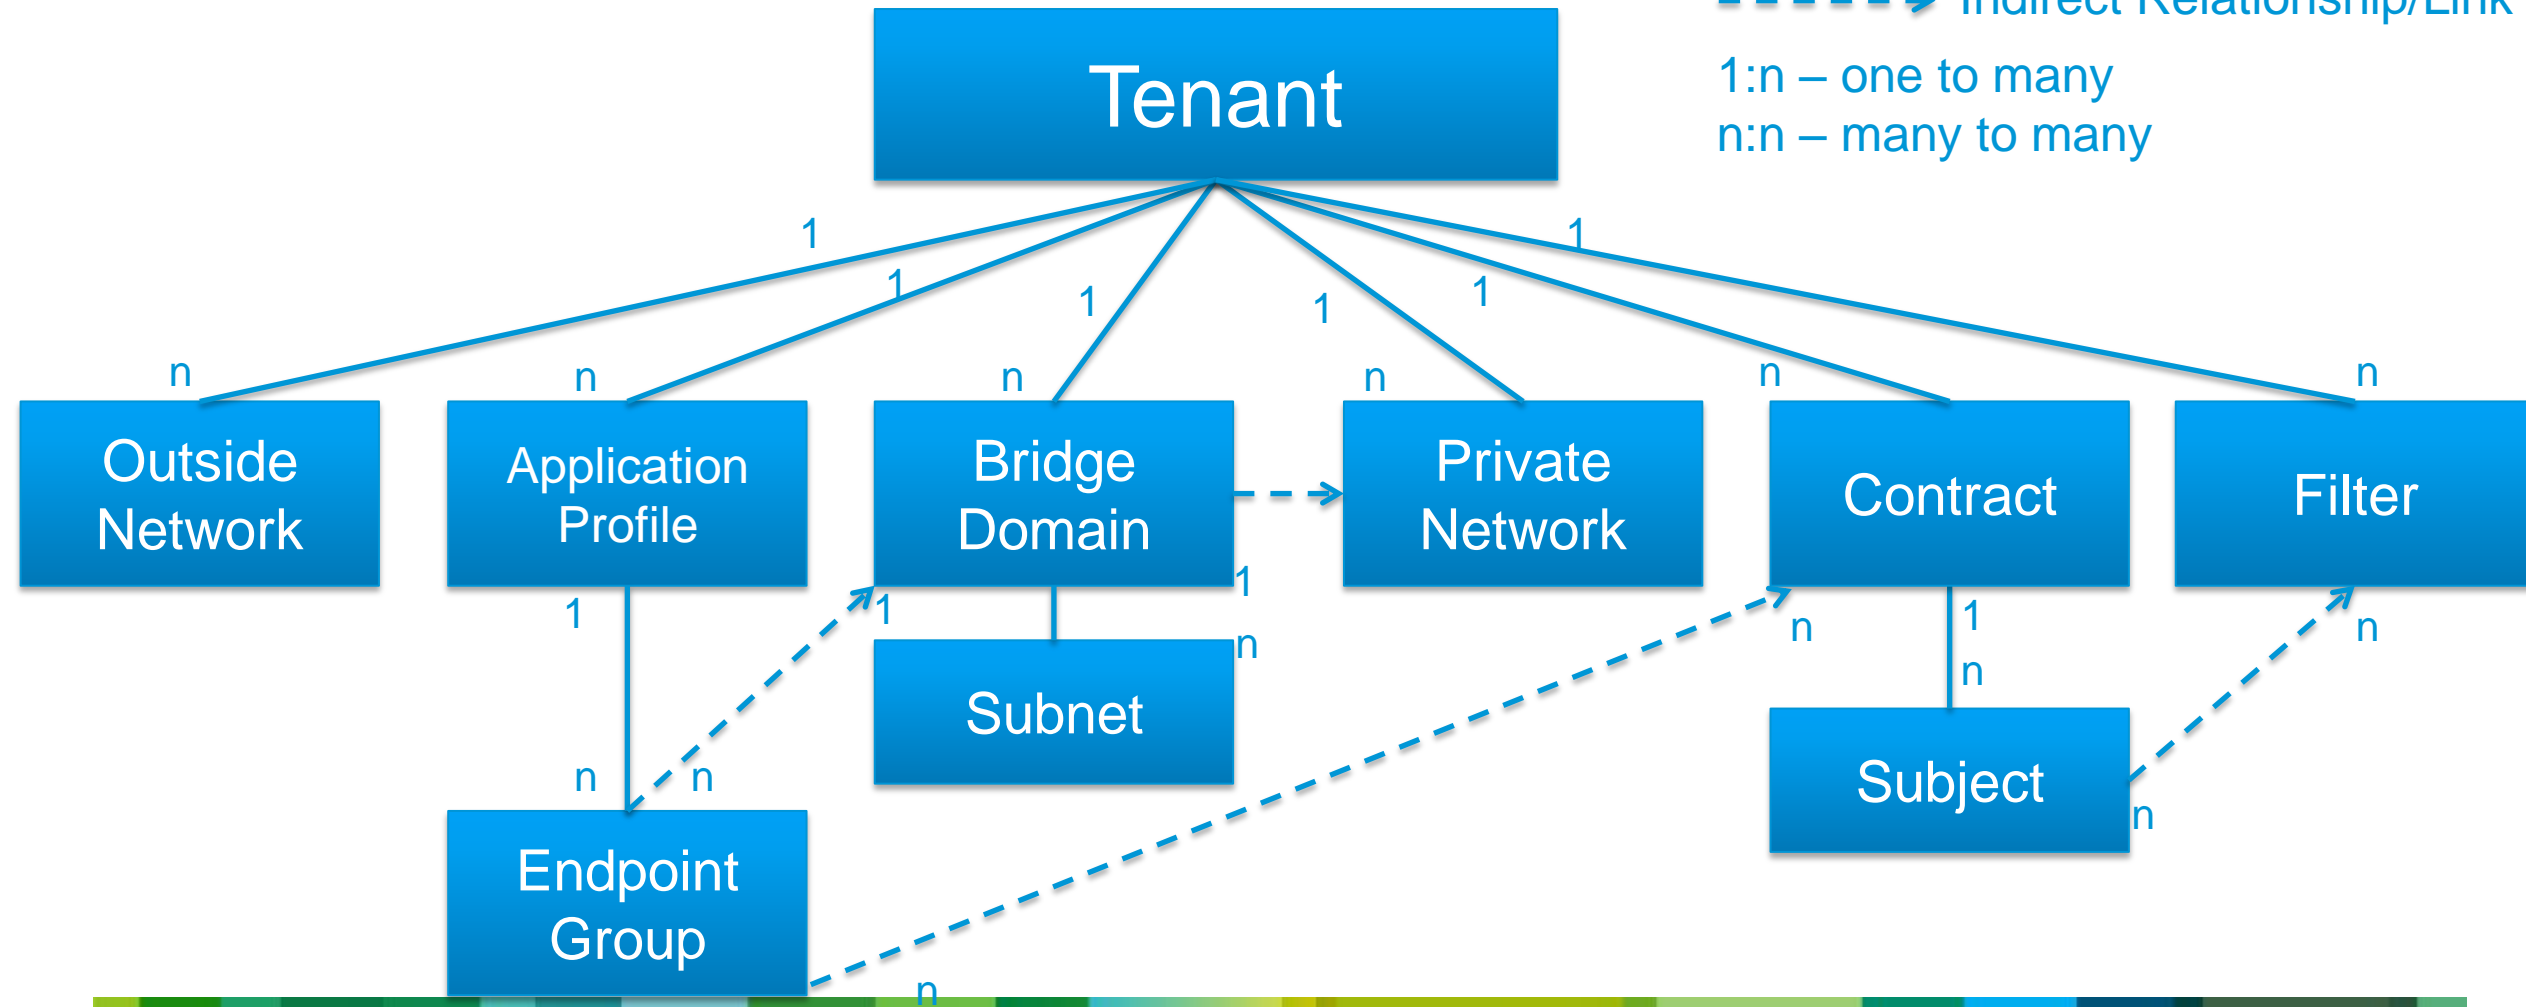 Indirect Relationship/Link
Tenant
1:n – one to many
n:n – many to many
1
1
1
1
1
1
n
n
n
n
n
n
Outside
Network
Application
Profile
Bridge
Domain
Private
Network
Contract
Filter
1
1
1
n
n
1
n
n
n
n
Subnet
Subject
n
n
Endpoint
Group
n